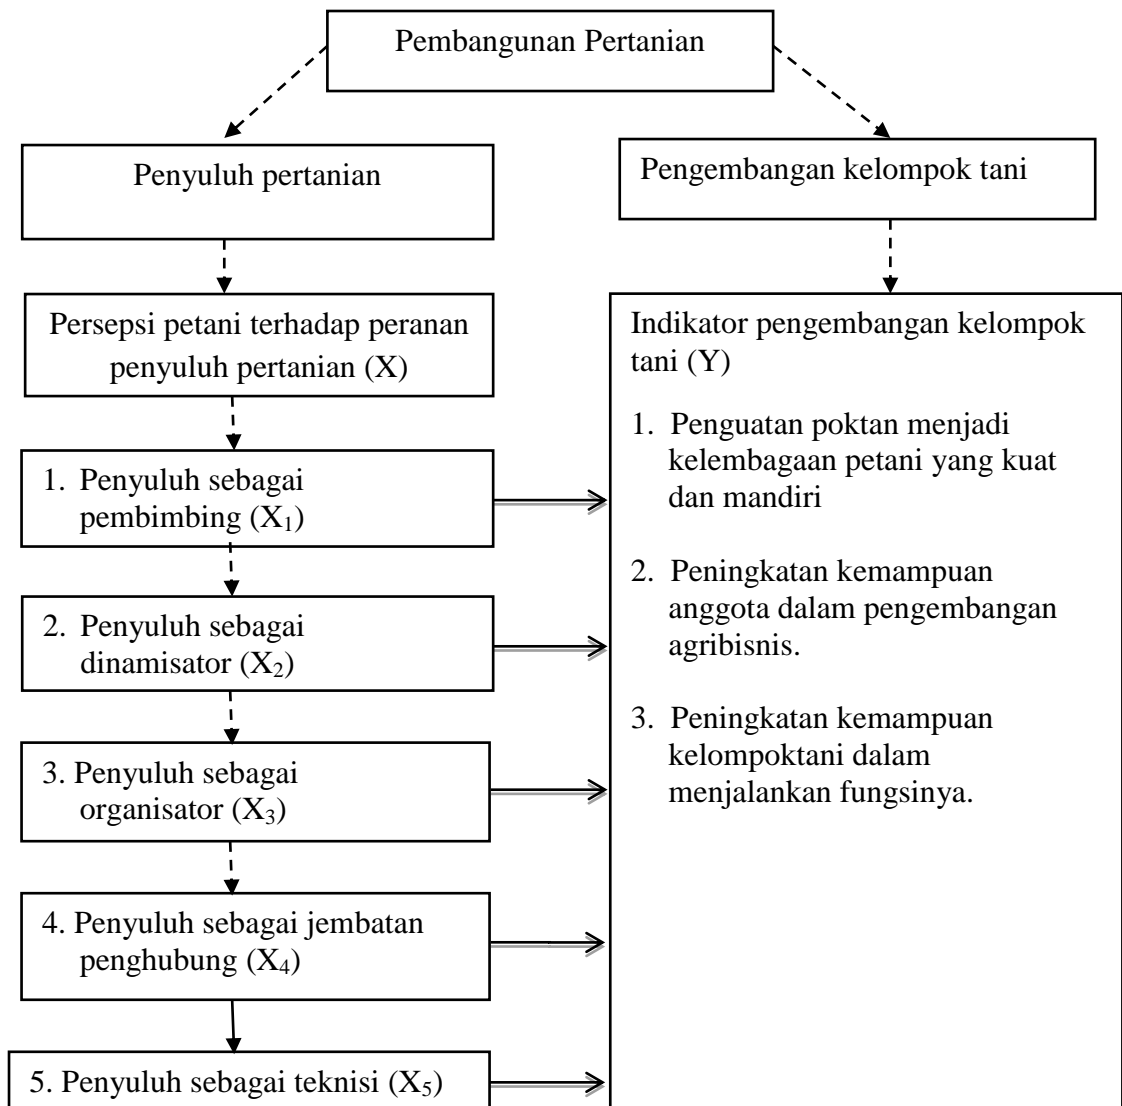 Pembangunan Pertanian
Penyuluh pertanian
Pengembangan kelompok tani
Persepsi petani terhadap peranan
penyuluh pertanian (X)
1. Penyuluh sebagai
pembimbing (X₁)
2. Penyuluh sebagai
dinamisator (X₂)
3. Penyuluh sebagai
organisator (X₃)
4. Penyuluh sebagai jembatan
penghubung (X₄)
5. Penyuluh sebagai teknisi (X₅)
Indikator pengembangan kelompok
tani (Y)
1. Penguatan poktan menjadi
kelembagaan petani yang kuat
dan mandiri
2. Peningkatan kemampuan
anggota dalam pengembangan
agribisnis.
3. Peningkatan kemampuan
kelompoktani dalam
menjalankan fungsinya.